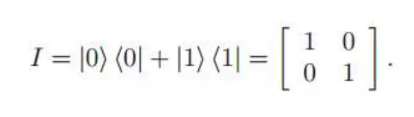 I = |0⟩ ⟨0| + |1⟩ ⟨1| = [ 1 0
0 1 ] .